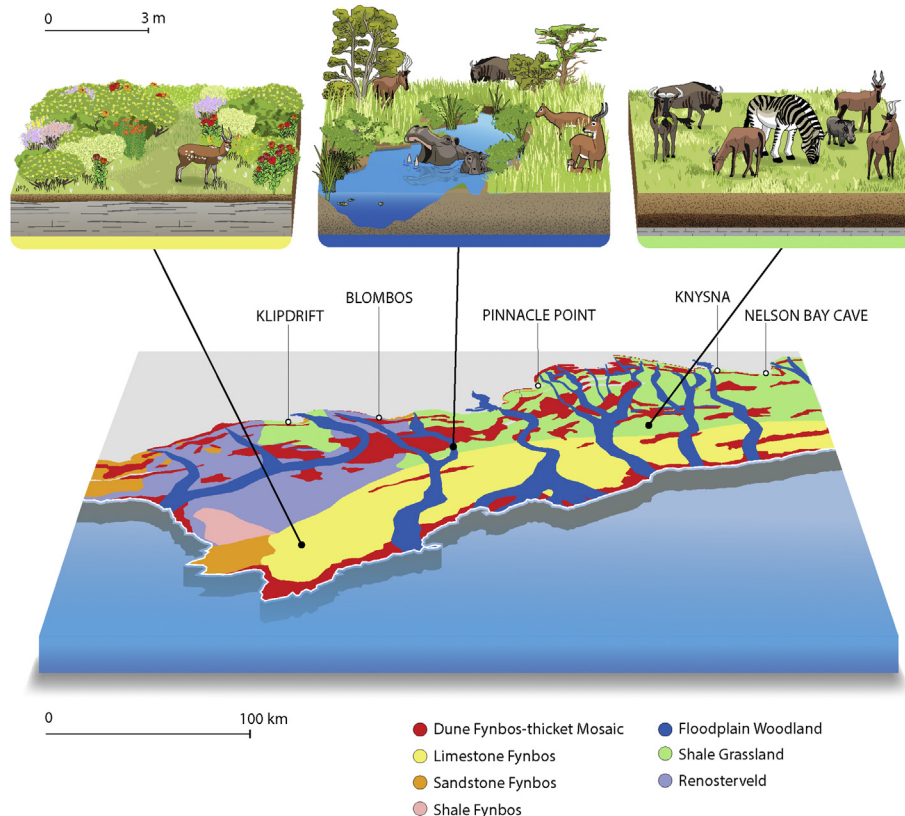 0 3 m
KLIPDRIFT
BLOMBOS
PINNACLE POINT
KNYSNA
NELSON BAY CAVE
0 100 km
Dune Fynbos-thicket Mosaic
Limestone Fynbos
Sandstone Fynbos
Shale Fynbos
Floodplain Woodland
Shale Grassland
Renosterveld